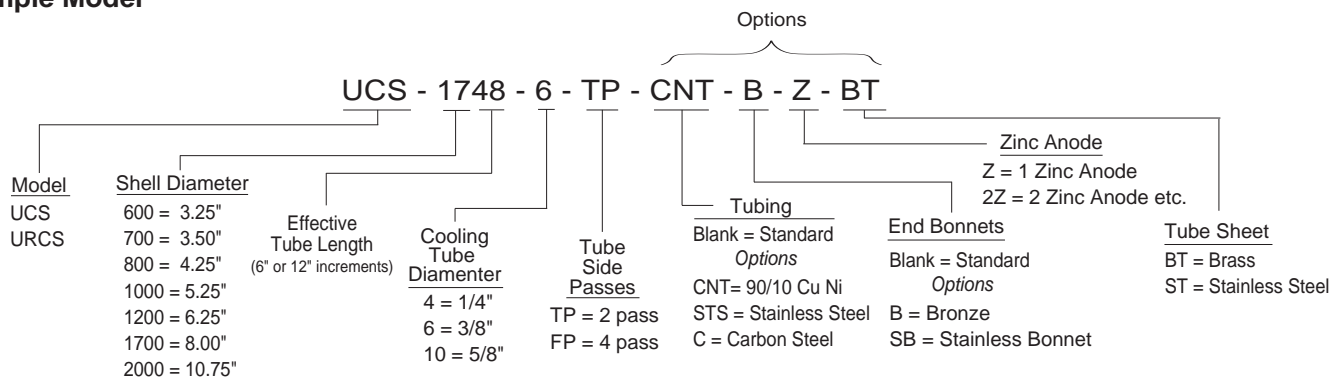 mple Model
Options
UCS - 1748 - 6 - TP - CNT - B - Z - BT
Model
UCS
URCS
Shell Diameter
600 = 3.25"
700 = 3.50"
800 = 4.25"
1000 = 5.25"
1200 = 6.25"
1700 = 8.00"
2000 = 10.75"
Effective
Tube Length
(6" or 12" increments)
Cooling
Tube
Diamenter
4 = 1/4"
6 = 3/8"
10 = 5/8"
Tube
Side
Passes
TP = 2 pass
FP = 4 pass
Tubing
Blank = Standard
Options
CNT= 90/10 Cu Ni
STS = Stainless Steel
C = Carbon Steel
End Bonnets
Blank = Standard
Options
B = Bronze
SB = Stainless Bonnet
Zinc Anode
Z = 1 Zinc Anode
2Z = 2 Zinc Anode etc.
Tube Sheet
BT = Brass
ST = Stainless Steel